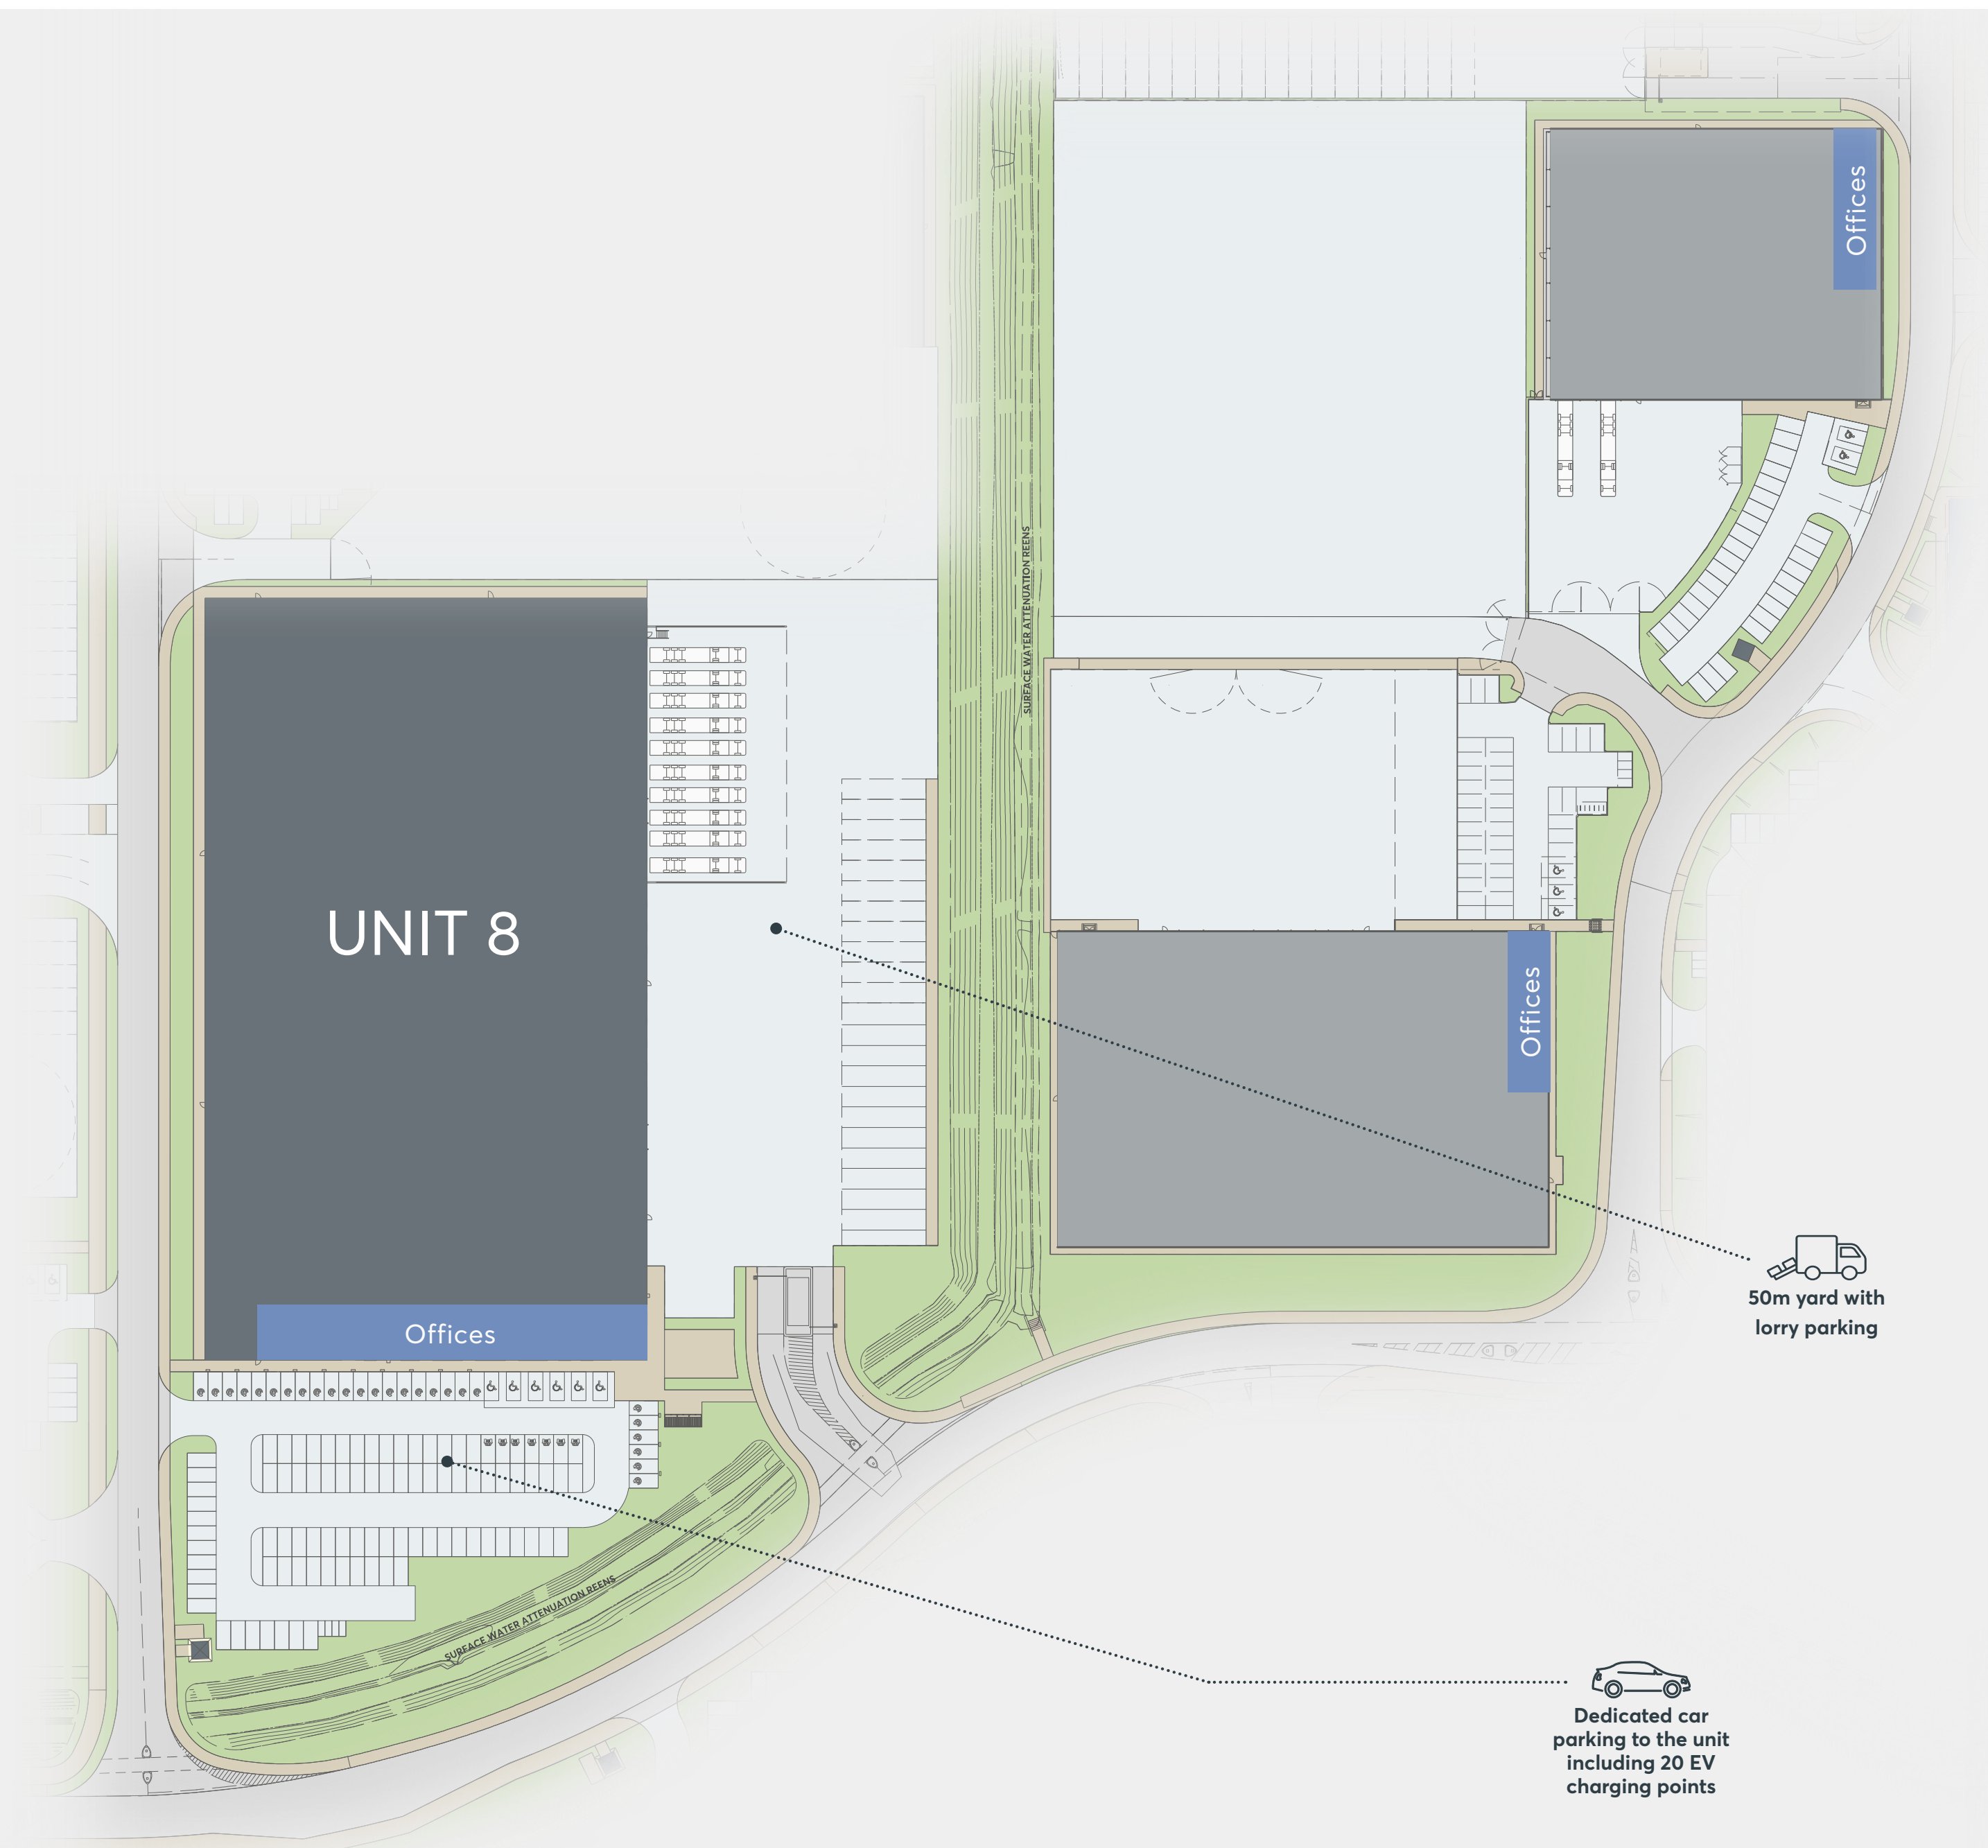 Offices
SURFACE WATER ATTENUATION REENS
UNIT 8
Offices
50m yard with
lorry parking
Offices
SURFACE WATER ATTENUATION REENS
Dedicated car
parking to the unit
including 20 EV
charging points